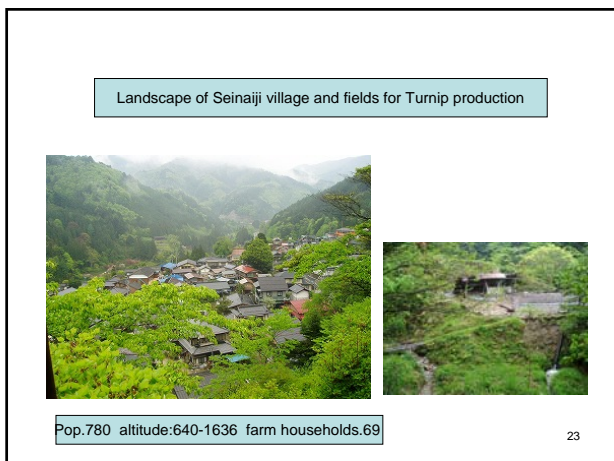 Landscape of Seinaiji village and fields for Turnip production
Pop.780 altitude:640-1636 farm households.69
23